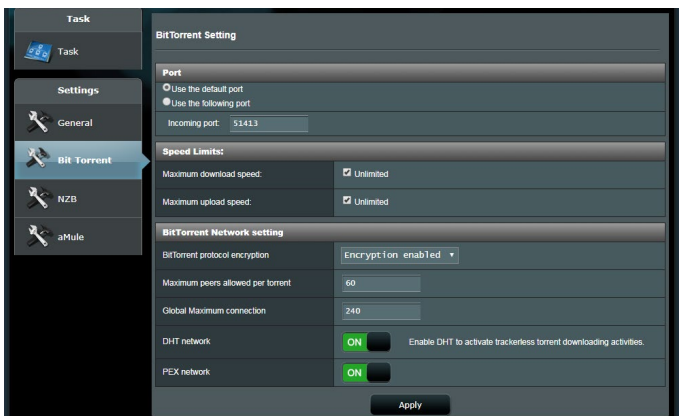 Task
Task
Settings
General
Bit Torrent
NZB
aMule
BitTorrent Setting
Port
Use the default port
Use the following port
Incoming port: 51413
Speed Limits:
Maximum download speed: Unlimited
Maximum upload speed: Unlimited
BitTorrent Network setting
BitTorrent protocol encryption Encryption enabled
Maximum peers allowed per torrent 60
Global Maximum connection 240
DHT network ON Enable DHT to activate trackerless torrent downloading activities.
PEX network ON
Apply